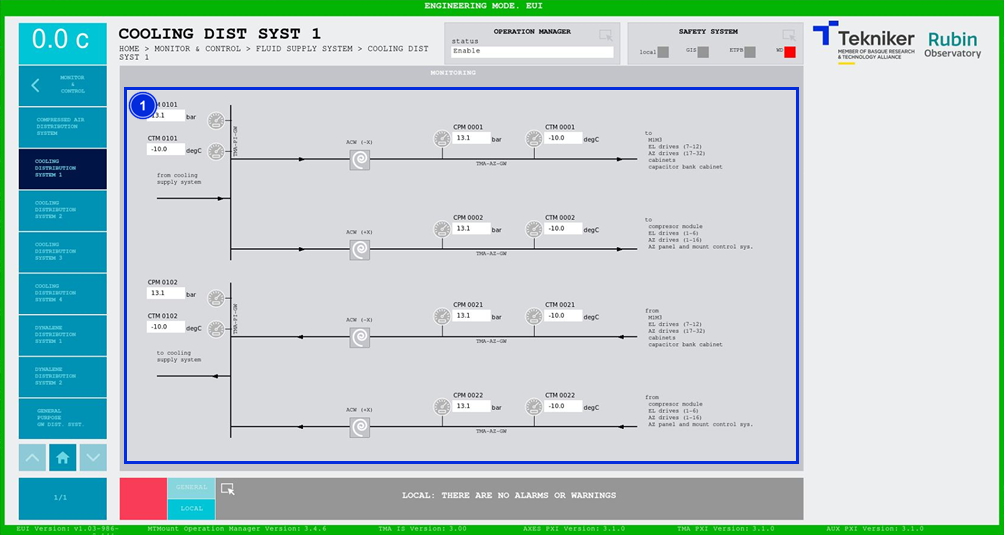 ENGINEERING MODE. EUI
0.0 c
COOLING DIST SYST 1
HOME > MONITOR & CONTROL > FLUID SUPPLY SYSTEM > COOLING DIST
SYST 1
OPERATION MANAGER
status
Enable
SAFETY SYSTEM
local
GIS
ETPB
WD
Tekniker
MEMBER OF BASQUE RESEARCH
& TECHNOLOGY ALLIANCE
Rubin
Observatory
MONITOR
&
CONTROL
COMPRESSED AIR
DISTRIBUTION
SYSTEM
COOLING
DISTRIBUTION
SYSTEM 1
COOLING
DISTRIBUTION
SYSTEM 2
COOLING
DISTRIBUTION
SYSTEM 3
COOLING
DISTRIBUTION
SYSTEM 4
DYNALENE
DISTRIBUTION
SYSTEM 1
DYNALENE
DISTRIBUTION
SYSTEM 2
GENERAL
PURPOSE
GW DIST. SYST.
1/1
MONITORING
1
M 0101
13.1 bar
CTM 0101
-10.0 degC
TMA-PI-GW
from cooling
supply system
ACW (-X)
CPM 0001
13.1 bar
CTM 0001
-10.0 degC
TMA-AZ-GW
to
M1M3
EL drives (7-12)
AZ drives (17-32)
cabinets
capacitor bank cabinet
ACW (+X)
CPM 0002
13.1 bar
CTM 0002
-10.0 degC
TMA-AZ-GW
to
compresor module
EL drives (1-6)
AZ drives (1-16)
AZ panel and mount control sys.
CPM 0102
13.1 bar
CTM 0102
-10.0 degC
TMA-PI-GW
to cooling
supply system
ACW (-X)
CPM 0021
13.1 bar
CTM 0021
-10.0 degC
TMA-AZ-GW
from
M1M3
EL drives (7-12)
AZ drives (17-32)
cabinets
capacitor bank cabinet
ACW (+X)
CPM 0022
13.1 bar
CTM 0022
-10.0 degC
TMA-AZ-GW
from
compresor module
EL drives (1-6)
AZ drives (1-16)
AZ panel and mount control sys.
GENERAL
LOCAL
LOCAL: THERE ARE NO ALARMS OR WARNINGS
EUI Version: v1.03-986-
MTMount Operation Manager Version: 3.4.6
TMA IS Version: 3.00
AXES PXI Version: 3.1.0
TMA PXI Version: 3.1.0
AUX PXI Version: 3.1.0